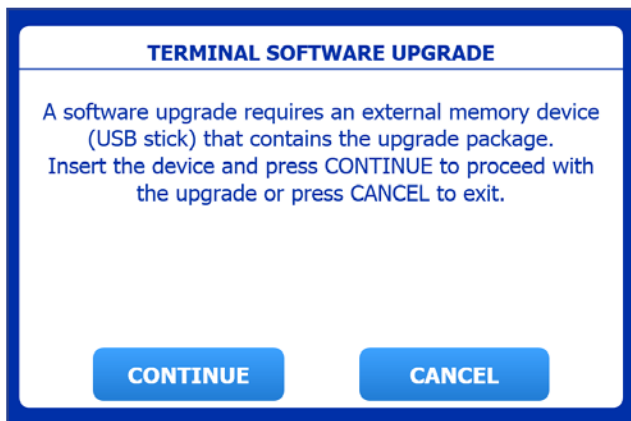 TERMINAL SOFTWARE UPGRADE
A software upgrade requires an external memory device
(USB stick) that contains the upgrade package.
Insert the device and press CONTINUE to proceed with
the upgrade or press CANCEL to exit.
CONTINUE
CANCEL